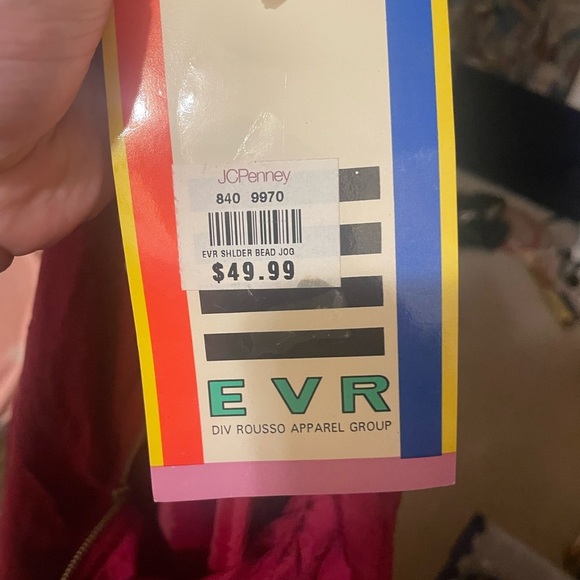 JCPenney
840 9970
EVR SHLDER BEAD JOG
$49.99
EVR
DIV ROUSSO APPAREL GROUP